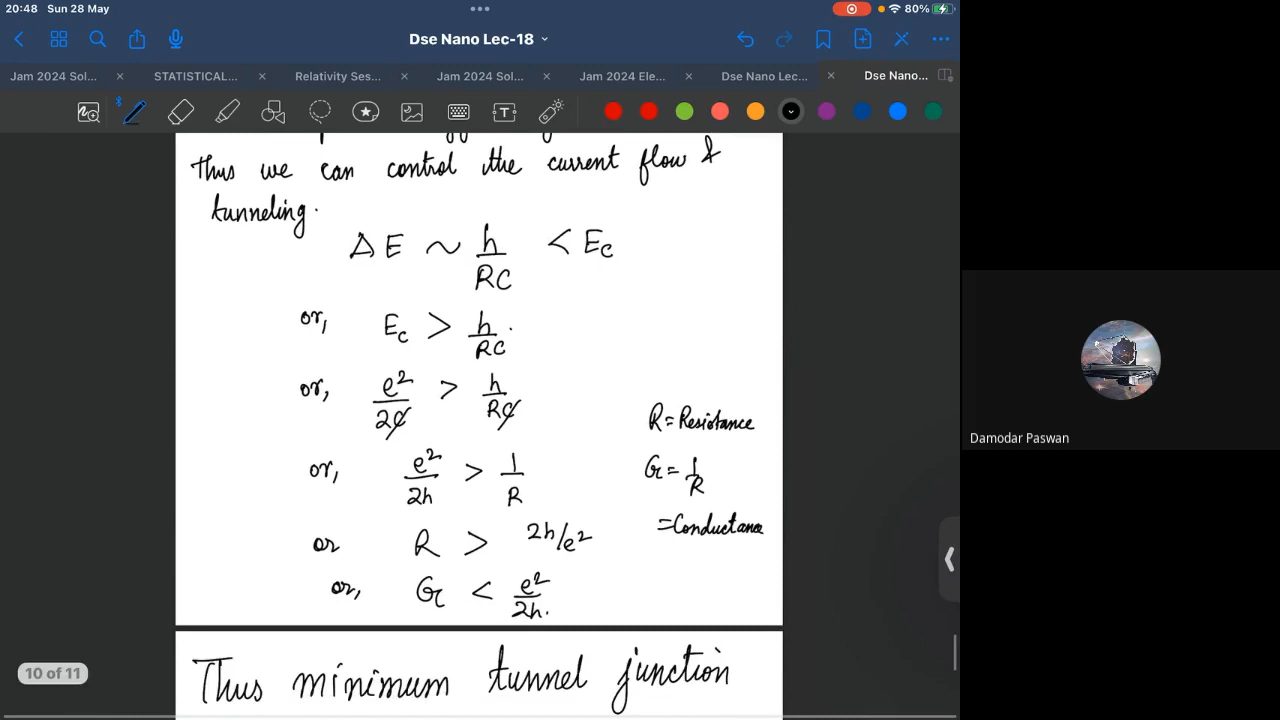 20:48 Sun 28 May
80%
Dse Nano Lec-18
Jam 2024 Sol...
STATISTICAL...
Relativity Ses...
Jam 2024 Sol...
Jam 2024 Ele...
Dse Nano Lec...
Dse Nano...
Thus we can control the current flow &
tunneling.
ΔE ~ h/RC < Ec
or, Ec > h/RC.
or, e²/2C > h/RC
R = Resistance
or, e²/2h > 1/R
G = 1/R
= Conductance
or R > 2h/e²
or, G < e²/2h.
10 of 11
Thus minimum tunnel junction
Damodar Paswan